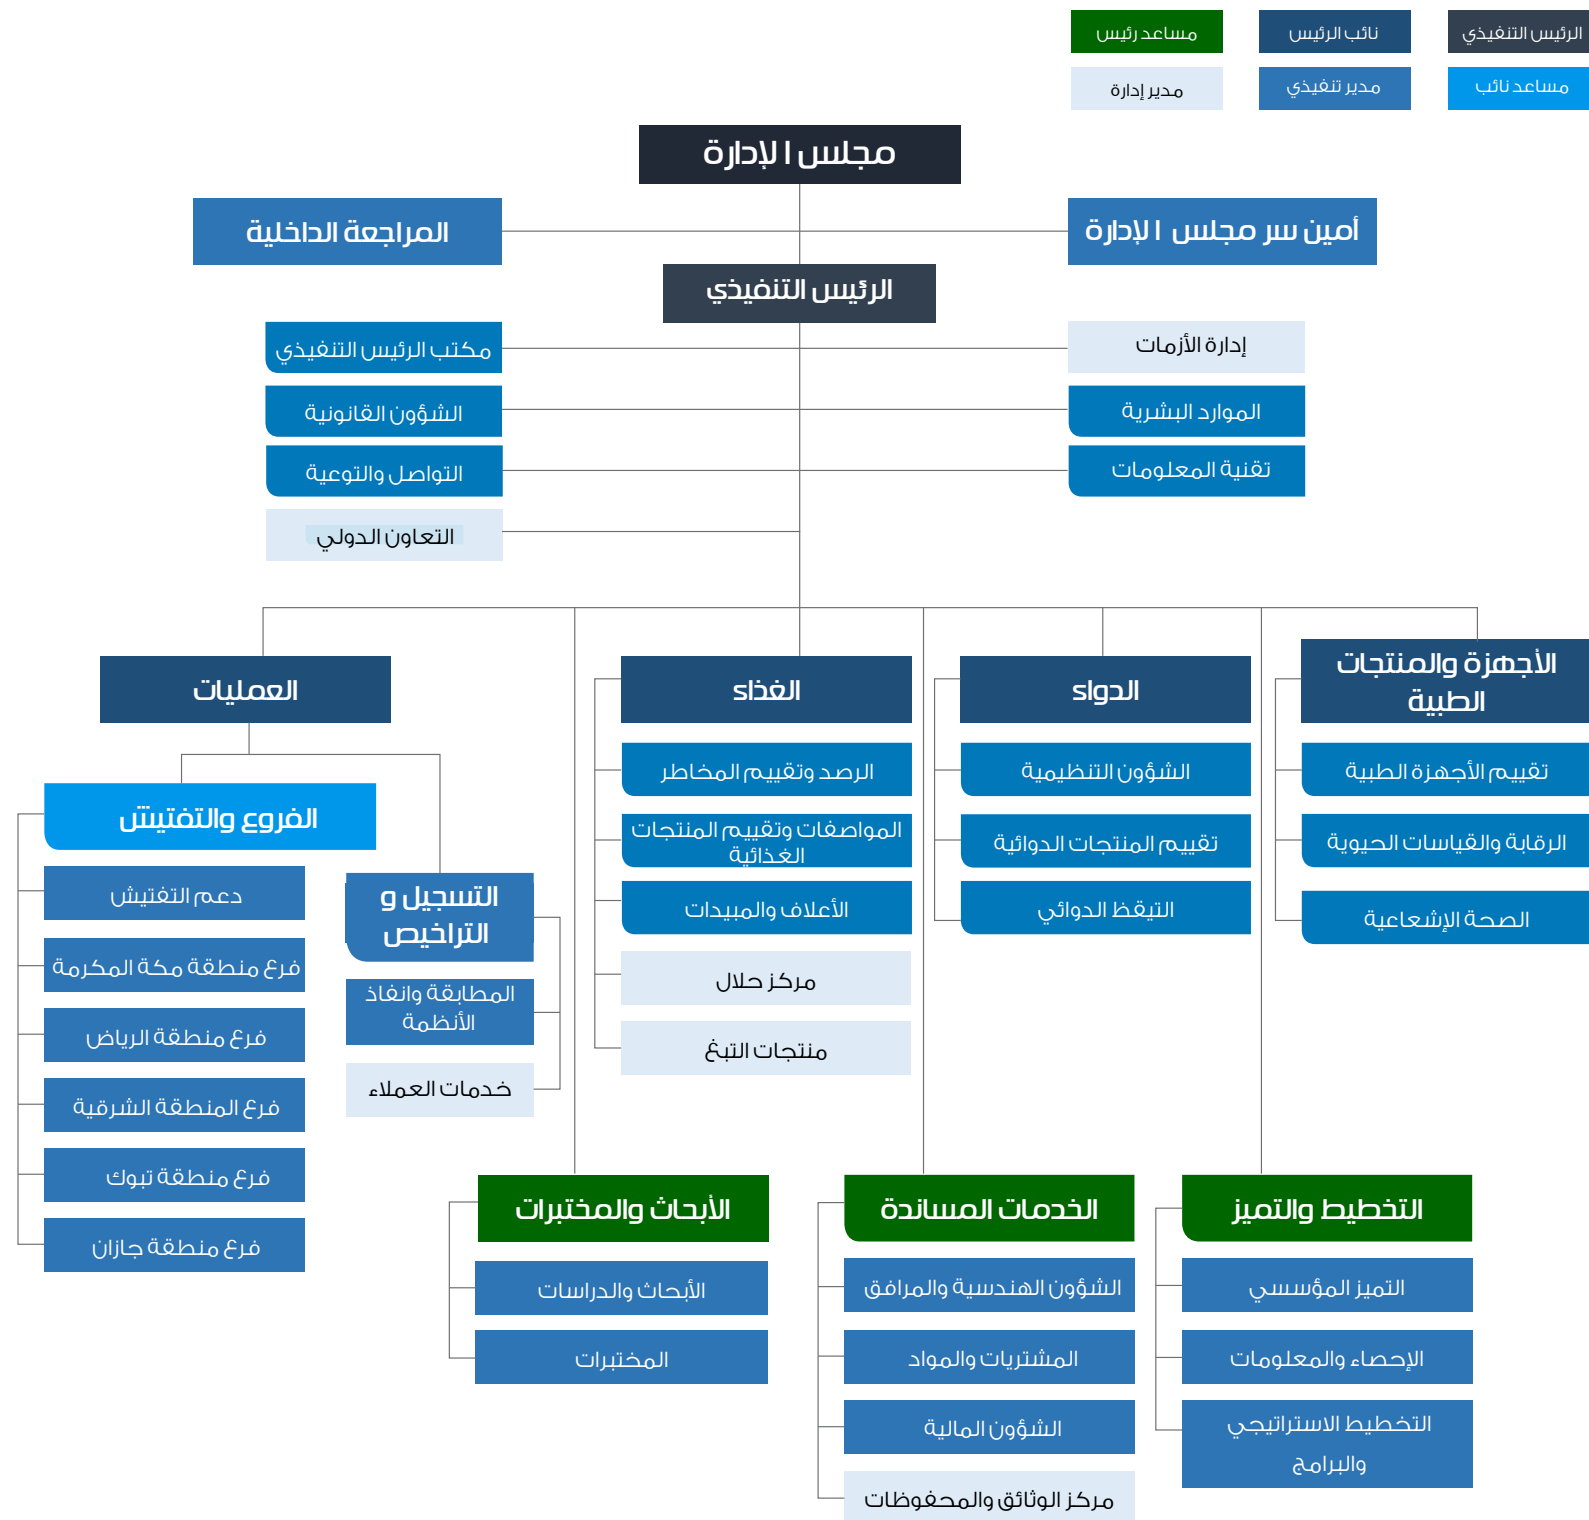 الرئيس التنفيذي
نائب الرئيس
مساعد رئيس
مساعد نائب
مدير تنفيذي
مدير إدارة
مجلس الإدارة
أمين سر مجلس الإدارة
المراجعة الداخلية
الرئيس التنفيذي
إدارة الأزمات
مكتب الرئيس التنفيذي
الموارد البشرية
الشؤون القانونية
تقنية المعلومات
التواصل والتوعية
التعاون الدولي
الأجهزة والمنتجات
الطبية
تقييم الأجهزة الطبية
الرقابة والقياسات الحيوية
الصحة الإشعاعية
الدواء
الشؤون التنظيمية
تقييم المنتجات الدوائية
التيقظ الدوائي
الغذاء
الرصد وتقييم المخاطر
المواصفات وتقييم المنتجات
الغذائية
الأعلاف والمبيدات
مركز حلال
منتجات التبغ
العمليات
التسجيل و
التراخيص
المطابقة وانفاذ
الأنظمة
خدمات العملاء
الفروع والتفتيش
دعم التفتيش
فرع منطقة مكة المكرمة
فرع منطقة الرياض
فرع المنطقة الشرقية
فرع منطقة تبوك
فرع منطقة جازان
التخطيط والتميز
التميز المؤسسي
الإحصاء والمعلومات
التخطيط الاستراتيجي
والبرامج
الخدمات المساندة
الشؤون الهندسية والمرافق
المشتريات والمواد
الشؤون المالية
مركز الوثائق والمحفوظات
الأبحاث والمختبرات
الأبحاث والدراسات
المختبرات